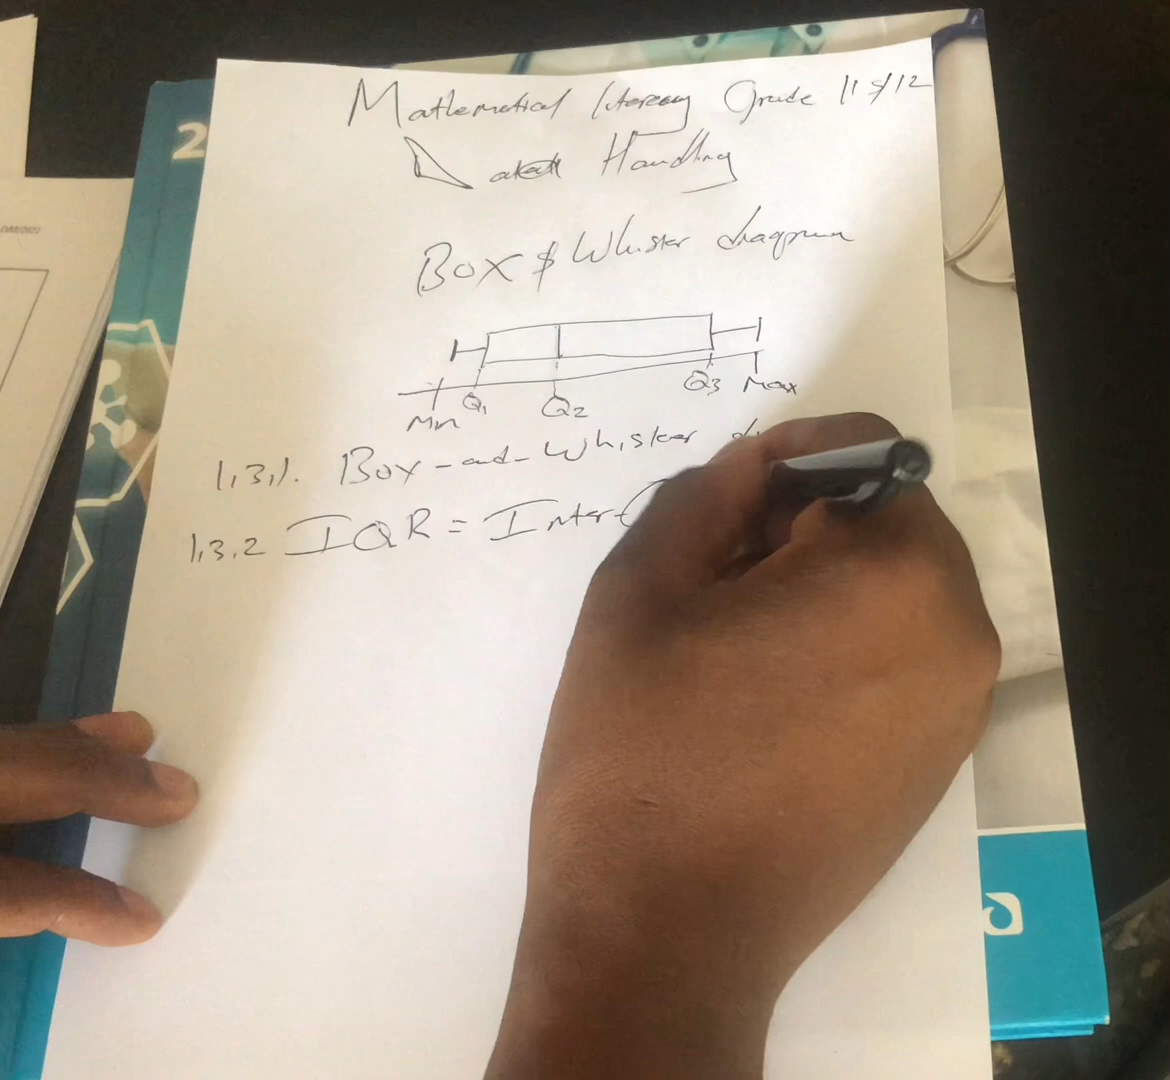 Mathematical literacy Grade 11 & 12
Data Handling
Box & Whisker diagram
Min Q1 Q2 Q3 Max
1.3.1. Box-and-Whisker
1.3.2 IQR = Inter
2